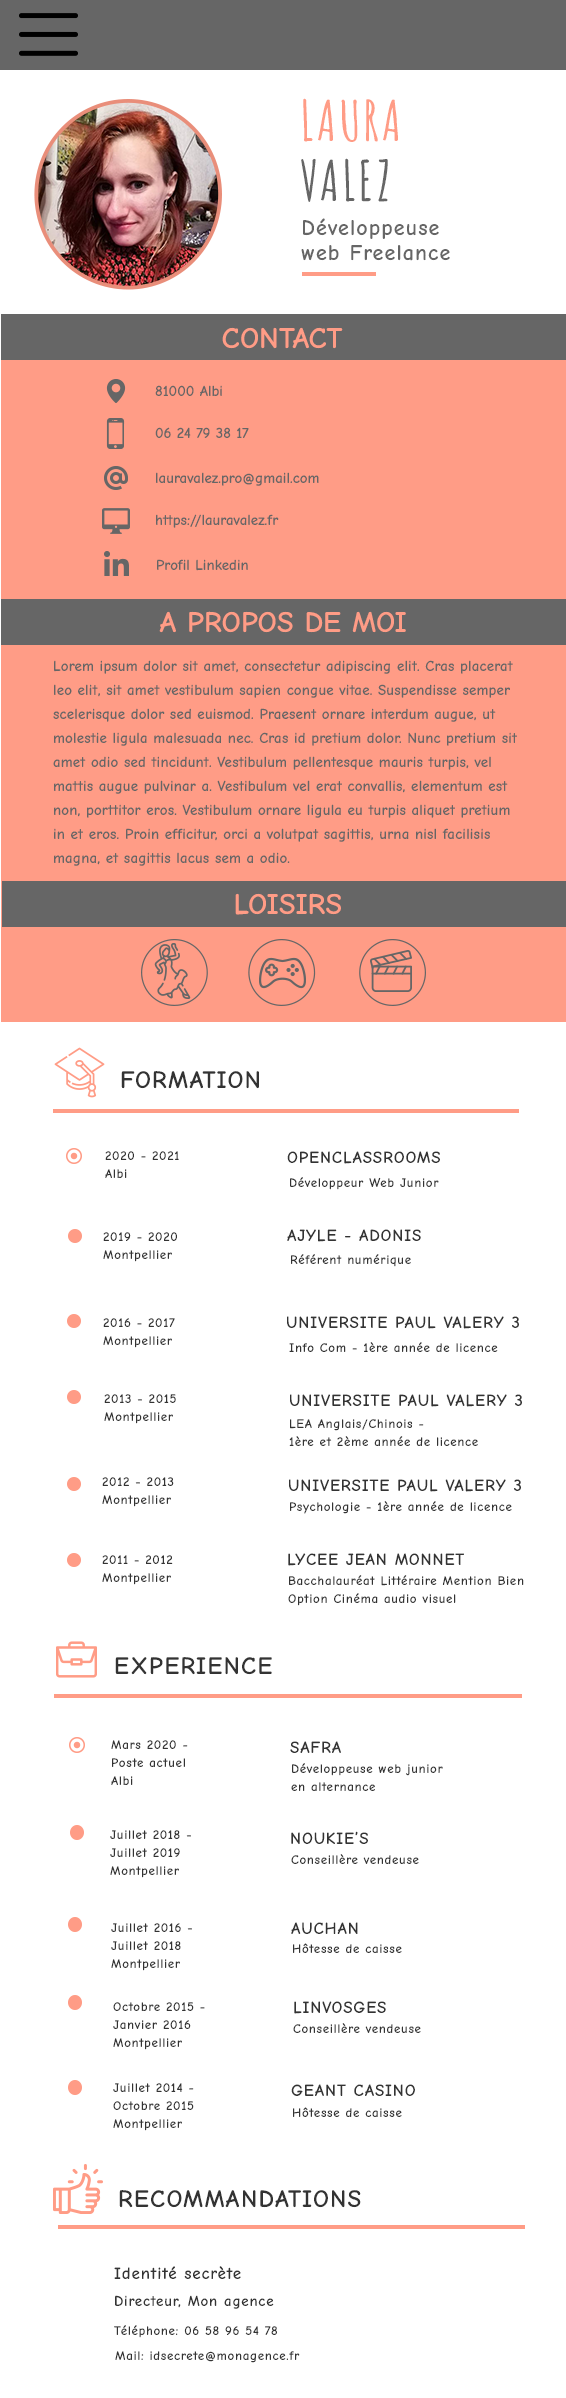 LAURA
VALEZ
Développeuse
web Freelance
CONTACT
81000 Albi
06 24 79 38 17
lauravalez.pro@gmail.com
https://lauravalez.fr
in Profil Linkedin
A PROPOS DE MOI
Lorem ipsum dolor sit amet, consectetur adipiscing elit. Cras placerat
leo elit, sit amet vestibulum sapien congue vitae. Suspendisse semper
scelerisque dolor sed euismod. Praesent ornare interdum augue, ut
molestie ligula malesuada nec. Cras id pretium dolor. Nunc pretium sit
amet odio sed tincidunt. Vestibulum pellentesque mauris turpis, vel
mattis augue pulvinar a. Vestibulum vel erat convallis, elementum est
non, porttitor eros. Vestibulum ornare ligula eu turpis aliquet pretium
in et eros. Proin efficitur, orci a volutpat sagittis, urna nisl facilisis
magna, et sagittis lacus sem a odio.
LOISIRS
FORMATION
2020 - 2021
Albi
OPENCLASSROOMS
Développeur Web Junior
2019 - 2020
Montpellier
AJYLE - ADONIS
Référent numérique
2016 - 2017
Montpellier
UNIVERSITE PAUL VALERY 3
Info Com - 1ère année de licence
2013 - 2015
Montpellier
UNIVERSITE PAUL VALERY 3
LEA Anglais/Chinois -
1ère et 2ème année de licence
2012 - 2013
Montpellier
UNIVERSITE PAUL VALERY 3
Psychologie - 1ère année de licence
2011 - 2012
Montpellier
LYCEE JEAN MONNET
Bacchalauréat Littéraire Mention Bien
Option Cinéma audio visuel
EXPERIENCE
Mars 2020 -
Poste actuel
Albi
SAFRA
Développeuse web junior
en alternance
Juillet 2018 -
Juillet 2019
Montpellier
NOUKIE'S
Conseillère vendeuse
Juillet 2016 -
Juillet 2018
Montpellier
AUCHAN
Hôtesse de caisse
Octobre 2015 -
Janvier 2016
Montpellier
LINVOSGES
Conseillère vendeuse
Juillet 2014 -
Octobre 2015
Montpellier
GEANT CASINO
Hôtesse de caisse
RECOMMANDATIONS
Identité secrète
Directeur, Mon agence
Téléphone: 06 58 96 54 78
Mail: idsecrete@monagence.fr